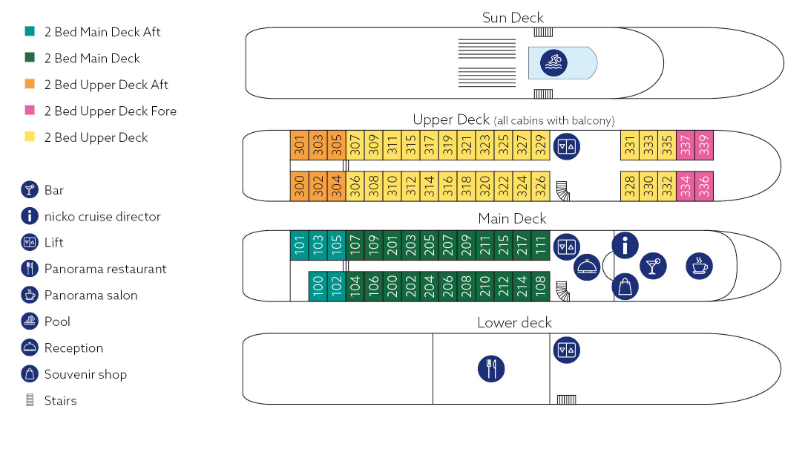 2 Bed Main Deck Aft
2 Bed Main Deck
2 Bed Upper Deck Aft
2 Bed Upper Deck Fore
2 Bed Upper Deck
Bar
nicko cruise director
Lift
Panorama restaurant
Panorama salon
Pool
Reception
Souvenir shop
Stairs
Sun Deck
Upper Deck (all cabins with balcony)
301 303 305 307 309 311 315 317 319 321 323 325 327 329 331 333 335 337 339
300 302 304 306 308 310 312 314 316 318 320 322 324 326 328 330 332 334 336
Main Deck
101 103 105 107 109 201 203 205 207 209 211 215 217 111
i
100 102 104 106 200 202 204 206 208 210 212 214 108
Lower deck